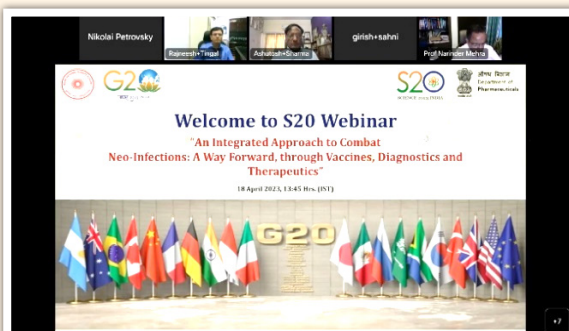 Nikolai Petrovsky
Rajneesh+Tingal
Ashutosh+Sharma
girish+sahni
Prof Narinder Mehra
G20
S20
औषध विभाग
Department of
Pharmaceuticals
Welcome to S20 Webinar
"An Integrated Approach to Combat
Neo-Infections: A Way Forward, through Vaccines, Diagnostics and
Therapeutics"
18 April 2023, 13:45 Hrs. (IST)
G20
+7